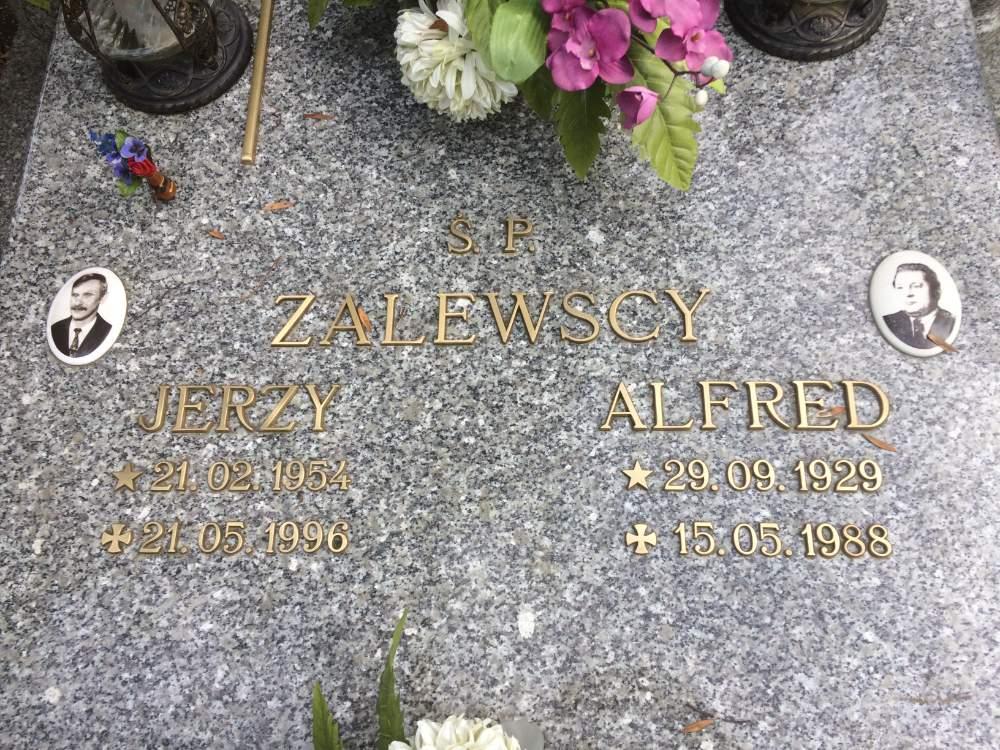 Ś. P.
ZALEWSCY
JERZY
21. 02. 1954
21. 05. 1996
ALFRED
29. 09. 1929
15. 05. 1988